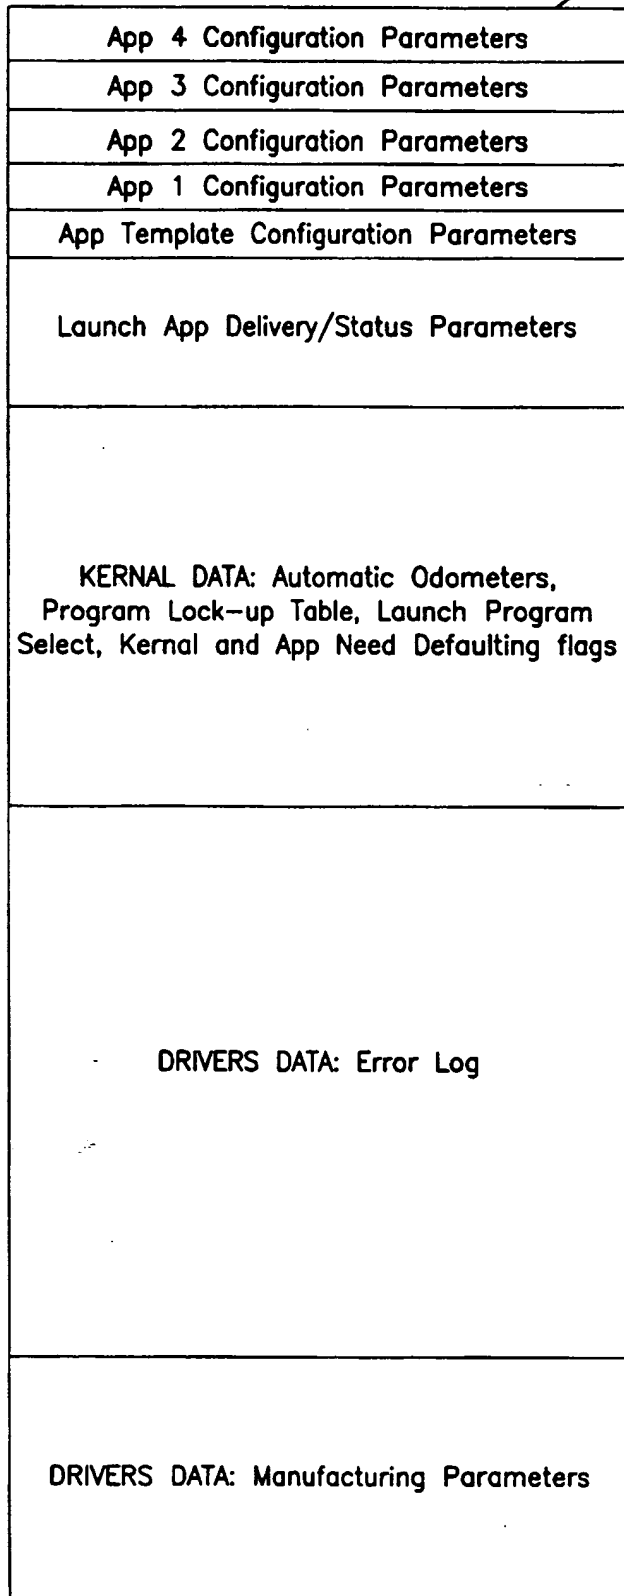 App 4 Configuration Parameters
App 3 Configuration Parameters
App 2 Configuration Parameters
App 1 Configuration Parameters
App Template Configuration Parameters
Launch App Delivery/Status Parameters
KERNAL DATA: Automatic Odometers,
Program Lock-up Table, Launch Program
Select, Kernal and App Need Defaulting flags
DRIVERS DATA: Error Log
DRIVERS DATA: Manufacturing Parameters